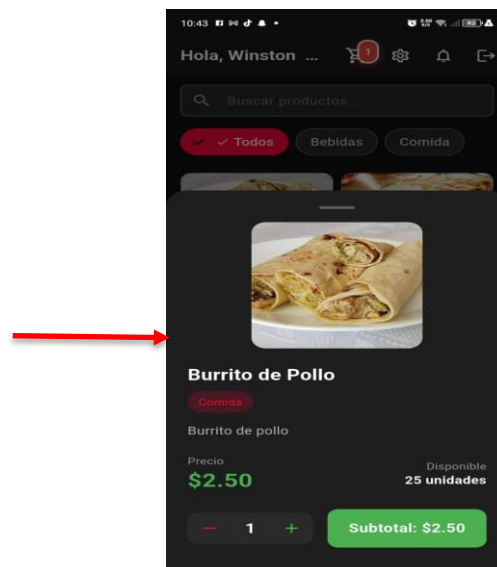 10:43
Hola, Winston ... 1
Buscar productos...
✓ Todos Bebidas Comida
Burrito de Pollo
Comida
Burrito de pollo
Precio Disponible
$2.50 25 unidades
− 1 + Subtotal: $2.50